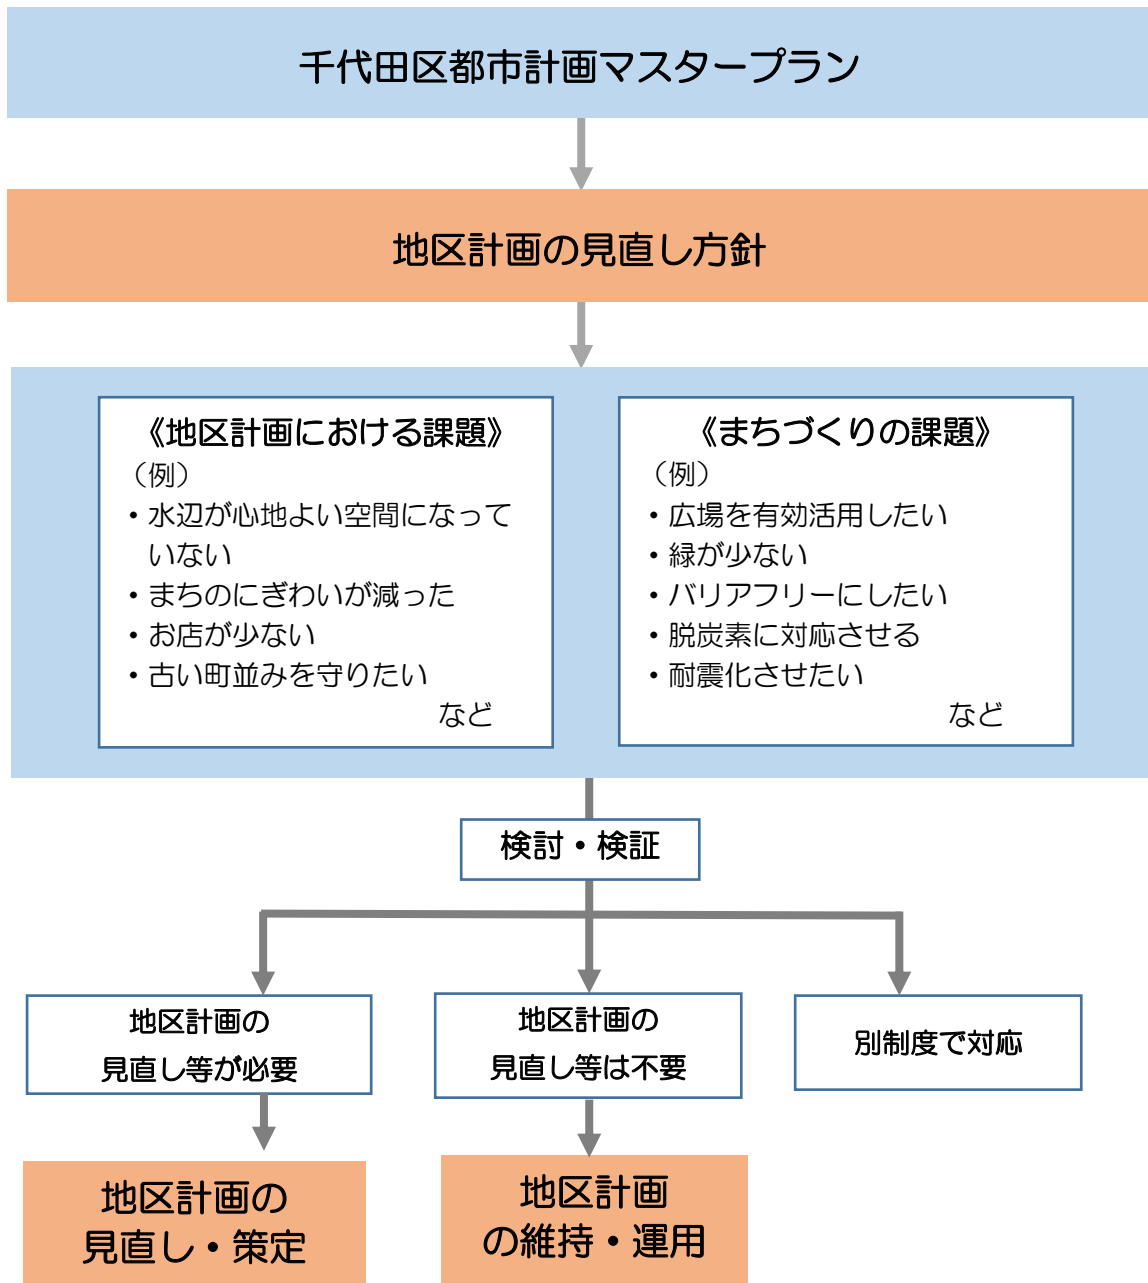 千代田区都市計画マスタープラン
地区計画の見直し方針
《地区計画における課題》
（例）
・水辺が心地よい空間になって
いない
・まちのにぎわいが減った
・お店が少ない
・古い町並みを守りたい
など
《まちづくりの課題》
（例）
・広場を有効活用したい
・緑が少ない
・バリアフリーにしたい
・脱炭素に対応させる
・耐震化させたい
など
検討・検証
地区計画の
見直し等が必要
地区計画の
見直し等は不要
別制度で対応
地区計画の
見直し・策定
地区計画
の維持・運用